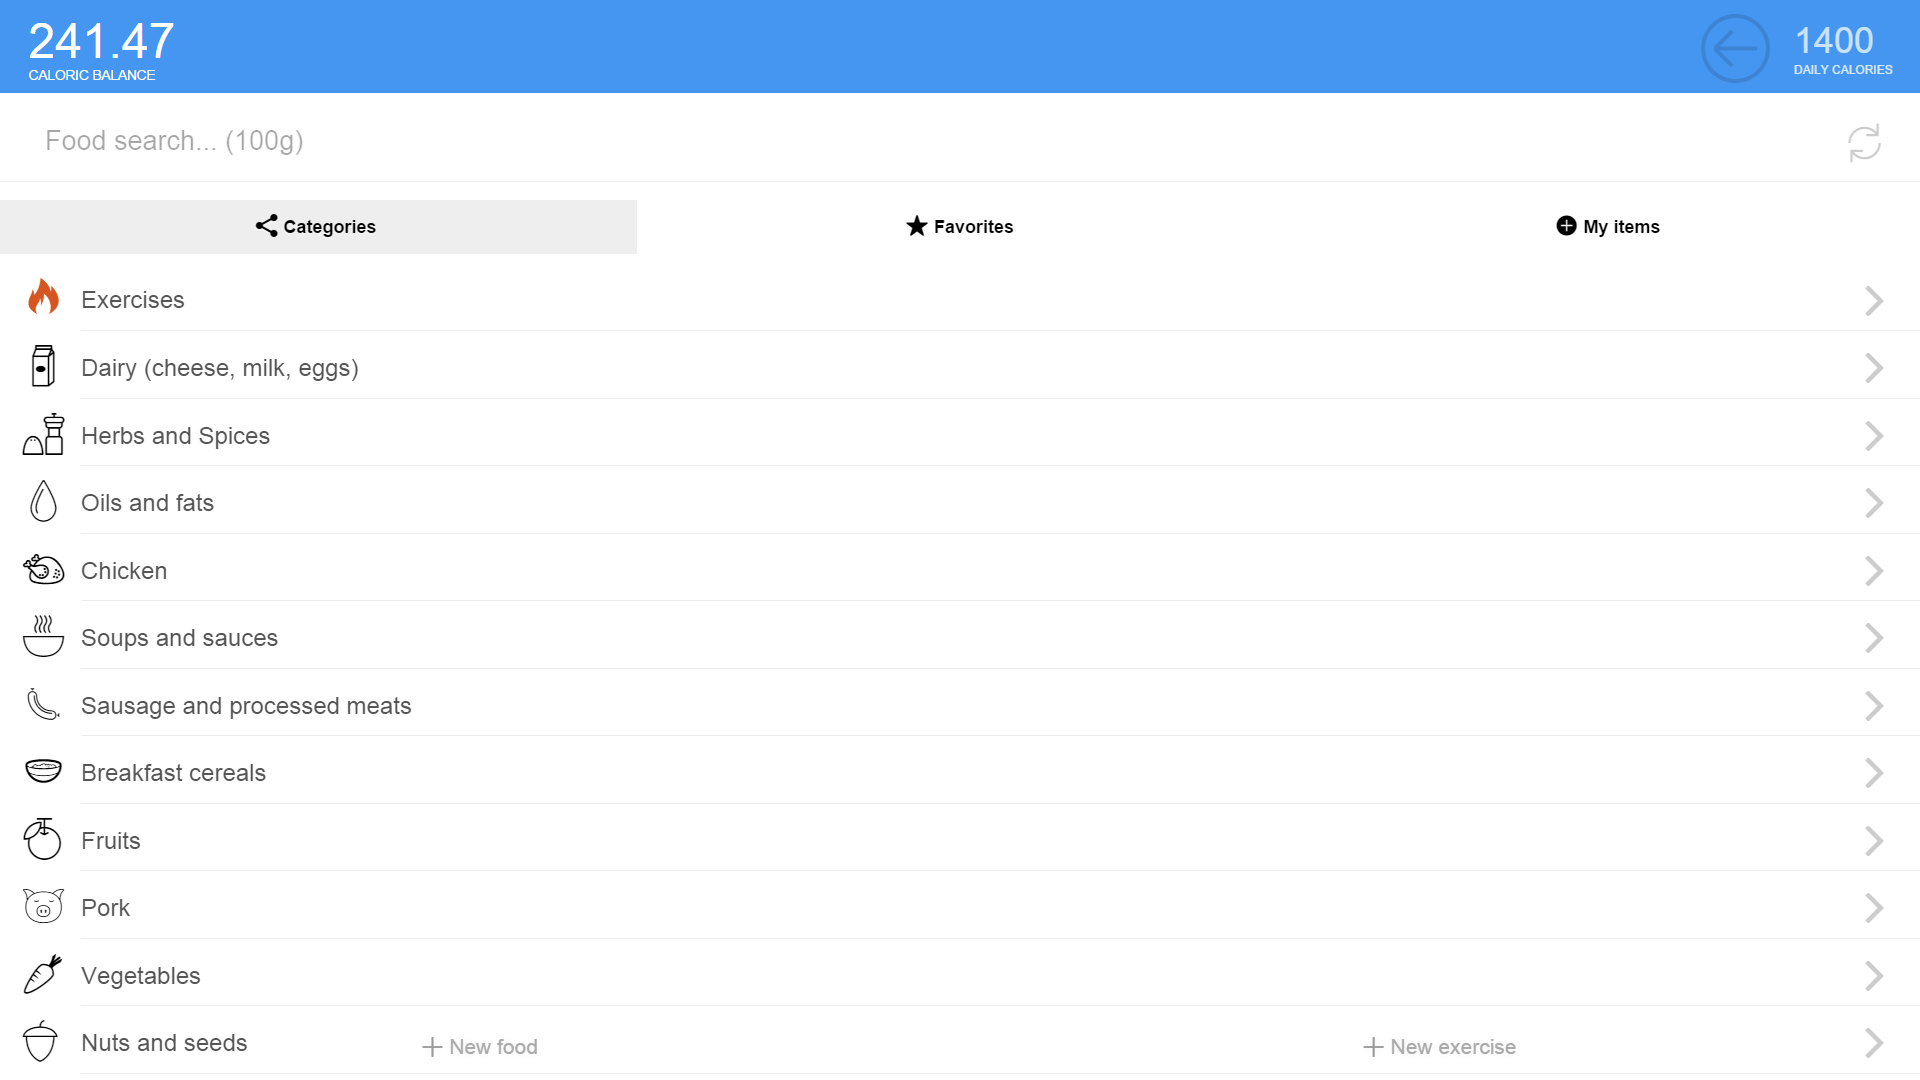 241.47
CALORIC BALANCE
1400
DAILY CALORIES
Food search... (100g)
Categories
Favorites
My items
Exercises
Dairy (cheese, milk, eggs)
Herbs and Spices
Oils and fats
Chicken
Soups and sauces
Sausage and processed meats
Breakfast cereals
Fruits
Pork
Vegetables
Nuts and seeds
New food
New exercise